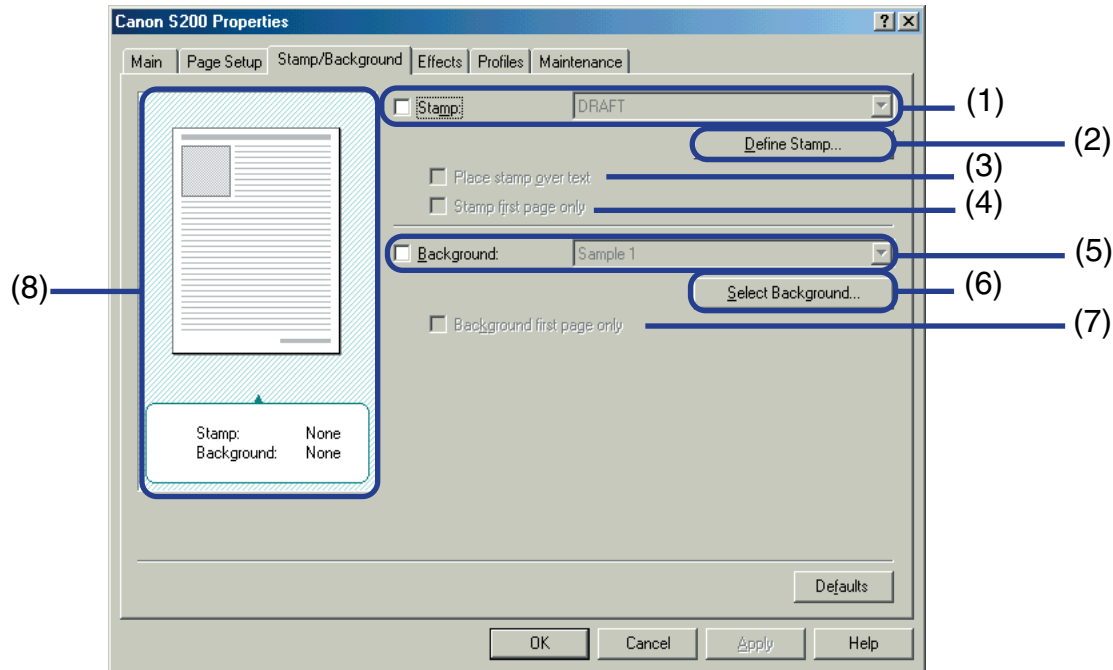 Canon S200 Properties ? ×
Main Page Setup Stamp/Background Effects Profiles Maintenance
Stamp: DRAFT (1)
Define Stamp... (2)
Place stamp over text (3)
Stamp first page only (4)
Background: Sample 1 (5)
(8) Select Background... (6)
Background first page only (7)
Stamp: None
Background: None
Defaults
OK Cancel Apply Help